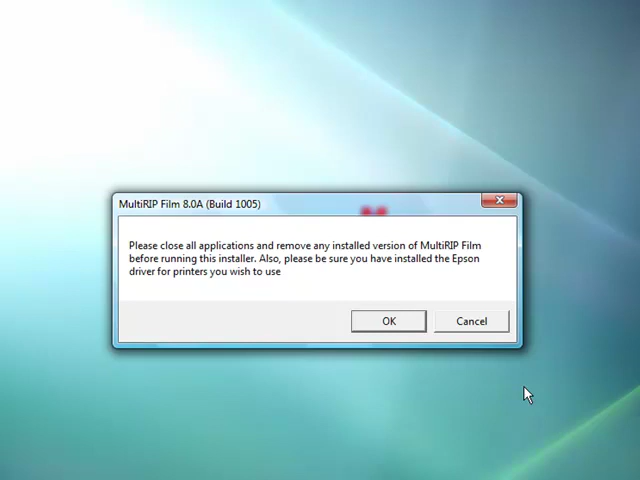 MultiRIP Film 8.0A (Build 1005)
Please close all applications and remove any installed version of MultiRIP Film
before running this installer. Also, please be sure you have installed the Epson
driver for printers you wish to use
OK
Cancel